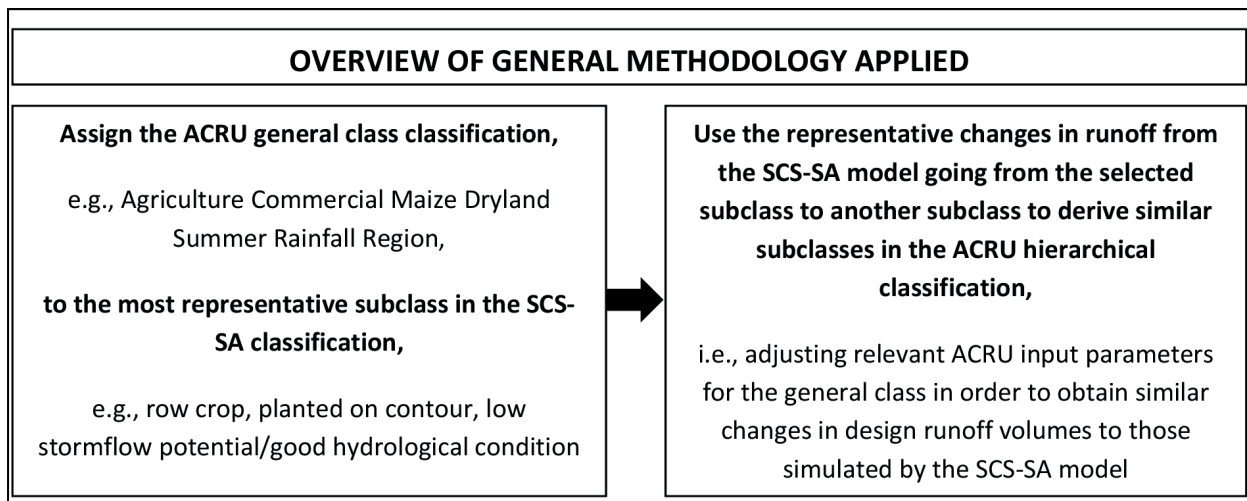 OVERVIEW OF GENERAL METHODOLOGY APPLIED
Assign the ACRU general class classification,
e.g., Agriculture Commercial Maize Dryland
Summer Rainfall Region,
to the most representative subclass in the SCS-
SA classification,
e.g., row crop, planted on contour, low
stormflow potential/good hydrological condition
Use the representative changes in runoff from
the SCS-SA model going from the selected
subclass to another subclass to derive similar
subclasses in the ACRU hierarchical
classification,
i.e., adjusting relevant ACRU input parameters
for the general class in order to obtain similar
changes in design runoff volumes to those
simulated by the SCS-SA model